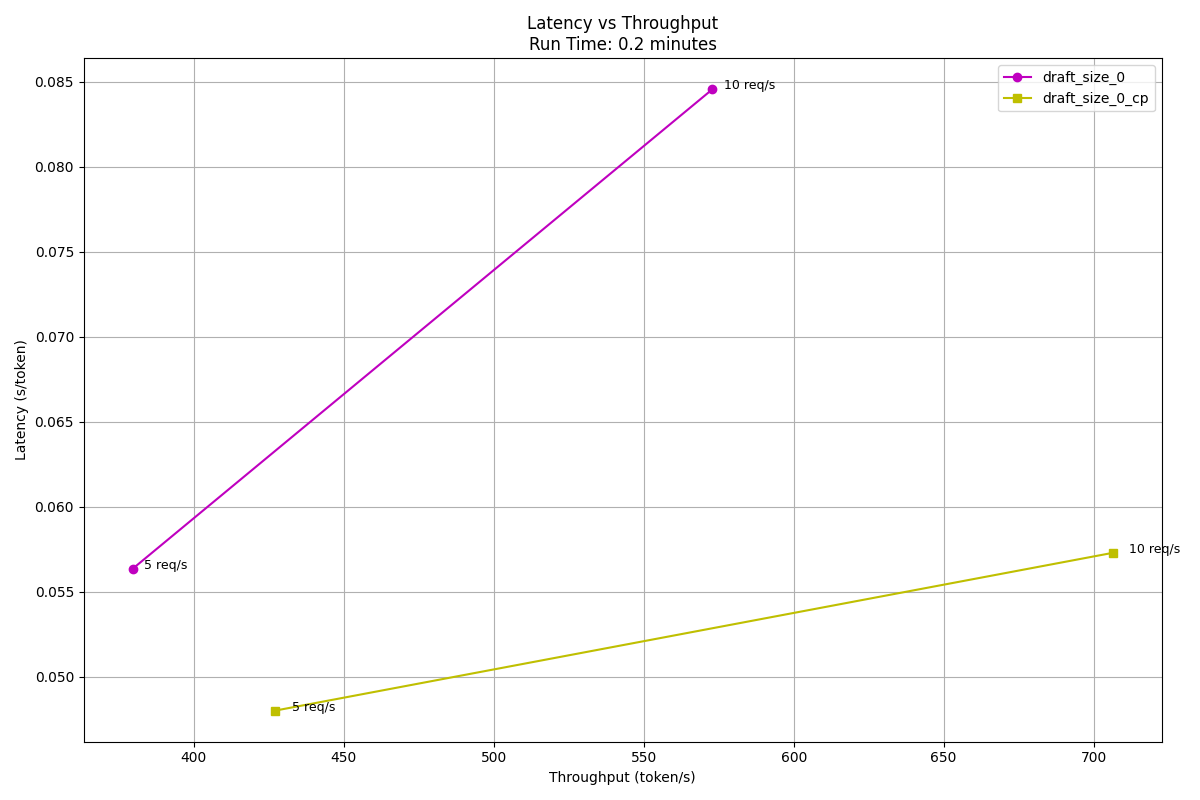 Latency vs Throughput
Run Time: 0.2 minutes
draft_size_0
draft_size_0_cp
10 req/s
5 req/s
10 req/s
5 req/s
Latency (s/token)
0.085
0.080
0.075
0.070
0.065
0.060
0.055
0.050
400 450 500 550 600 650 700
Throughput (token/s)